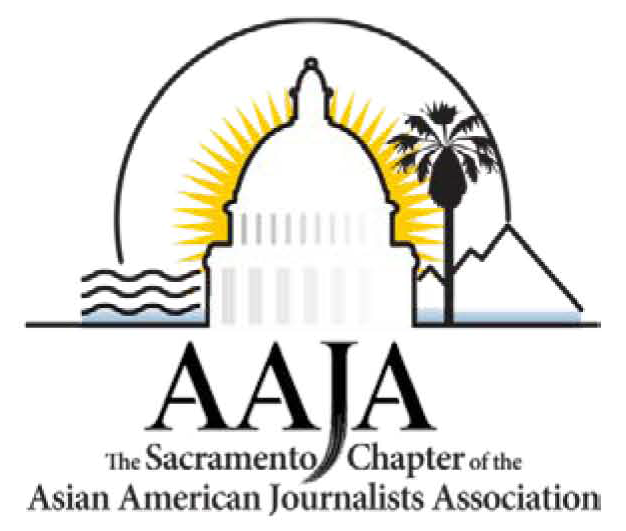 AAJA
The Sacramento Chapter of the
Asian American Journalists Association